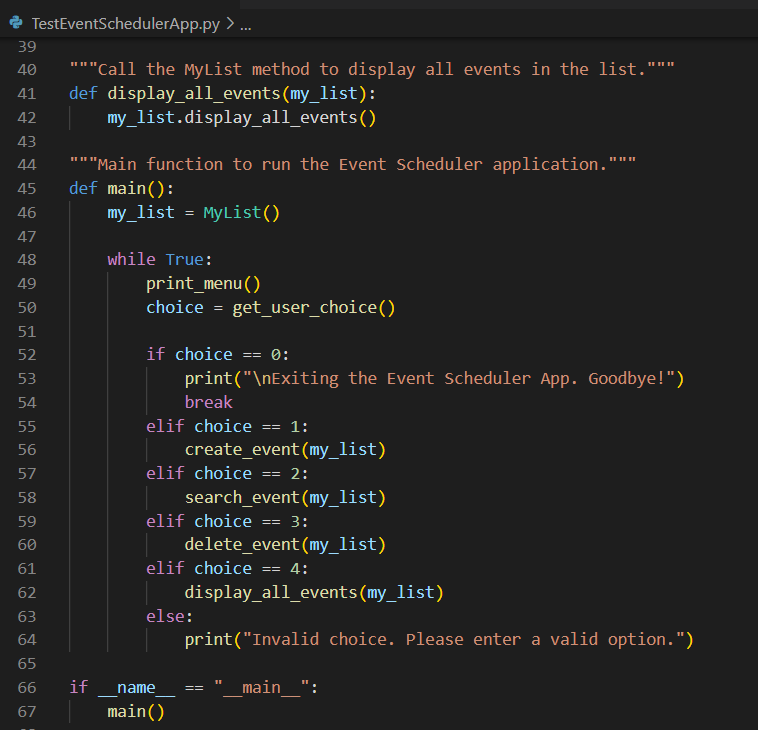 TestEventSchedulerApp.py > ...
39
40 """Call the MyList method to display all events in the list."""
41 def display_all_events(my_list):
42     my_list.display_all_events()
43
44 """Main function to run the Event Scheduler application."""
45 def main():
46     my_list = MyList()
47
48     while True:
49         print_menu()
50         choice = get_user_choice()
51
52         if choice == 0:
53             print("\nExiting the Event Scheduler App. Goodbye!")
54             break
55         elif choice == 1:
56             create_event(my_list)
57         elif choice == 2:
58             search_event(my_list)
59         elif choice == 3:
60             delete_event(my_list)
61         elif choice == 4:
62             display_all_events(my_list)
63         else:
64             print("Invalid choice. Please enter a valid option.")
65
66 if __name__ == "__main__":
67     main()